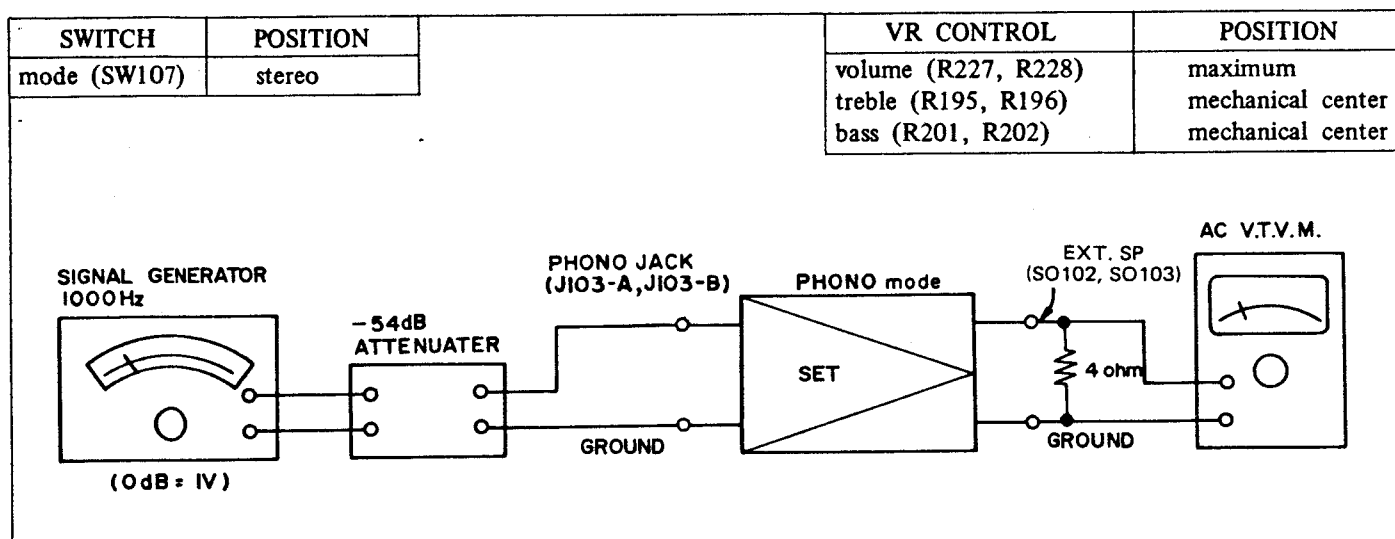 SWITCH POSITION
mode (SW107) stereo
VR CONTROL POSITION
volume (R227, R228) maximum
treble (R195, R196) mechanical center
bass (R201, R202) mechanical center
SIGNAL GENERATOR
1000Hz
(0dB = 1V)
-54dB
ATTENUATER
PHONO JACK
(J103-A,J103-B)
GROUND
PHONO mode
SET
EXT. SP
(SO102, SO103)
4 ohm
GROUND
AC V.T.V.M.